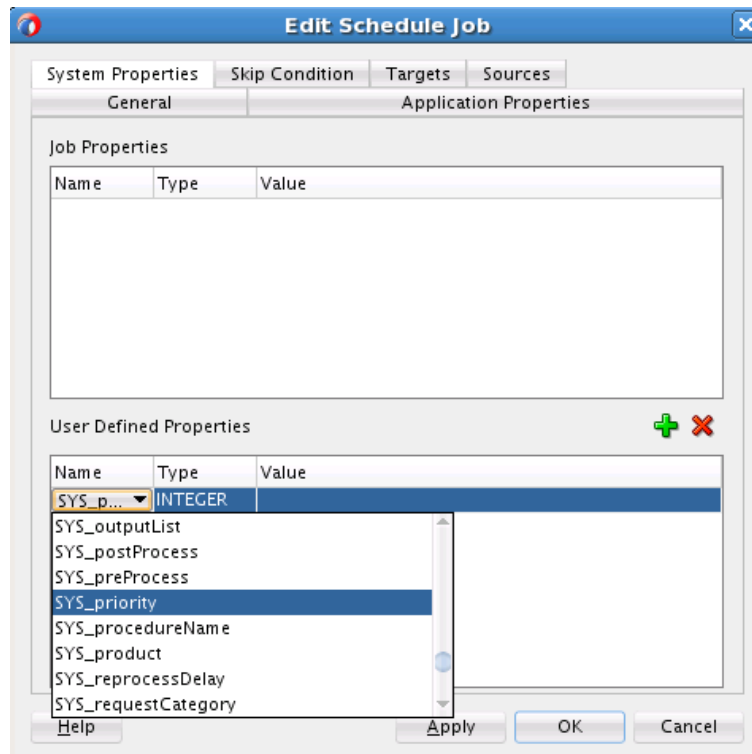 Edit Schedule Job
System Properties Skip Condition Targets Sources
General Application Properties
Job Properties
Name Type Value
User Defined Properties
Name Type Value
SYS_p... INTEGER
SYS_outputList
SYS_postProcess
SYS_preProcess
SYS_priority
SYS_procedureName
SYS_product
SYS_reprocessDelay
SYS_requestCategory
Help Apply OK Cancel